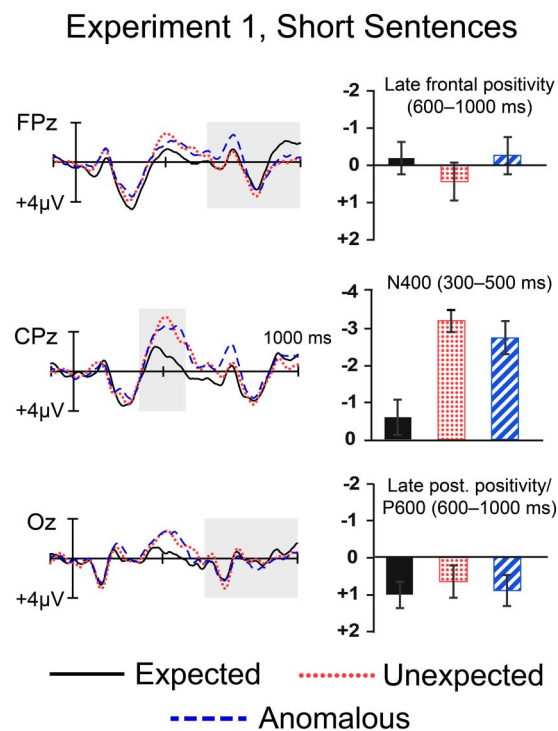 Experiment 1, Short Sentences
FPz
+4µV
Late frontal positivity
(600–1000 ms)
-2
-1
0
+1
+2
CPz
1000 ms
+4µV
N400 (300–500 ms)
-4
-3
-2
-1
0
Oz
+4µV
Late post. positivity/
P600 (600–1000 ms)
-2
-1
0
+1
+2
Expected
Unexpected
Anomalous